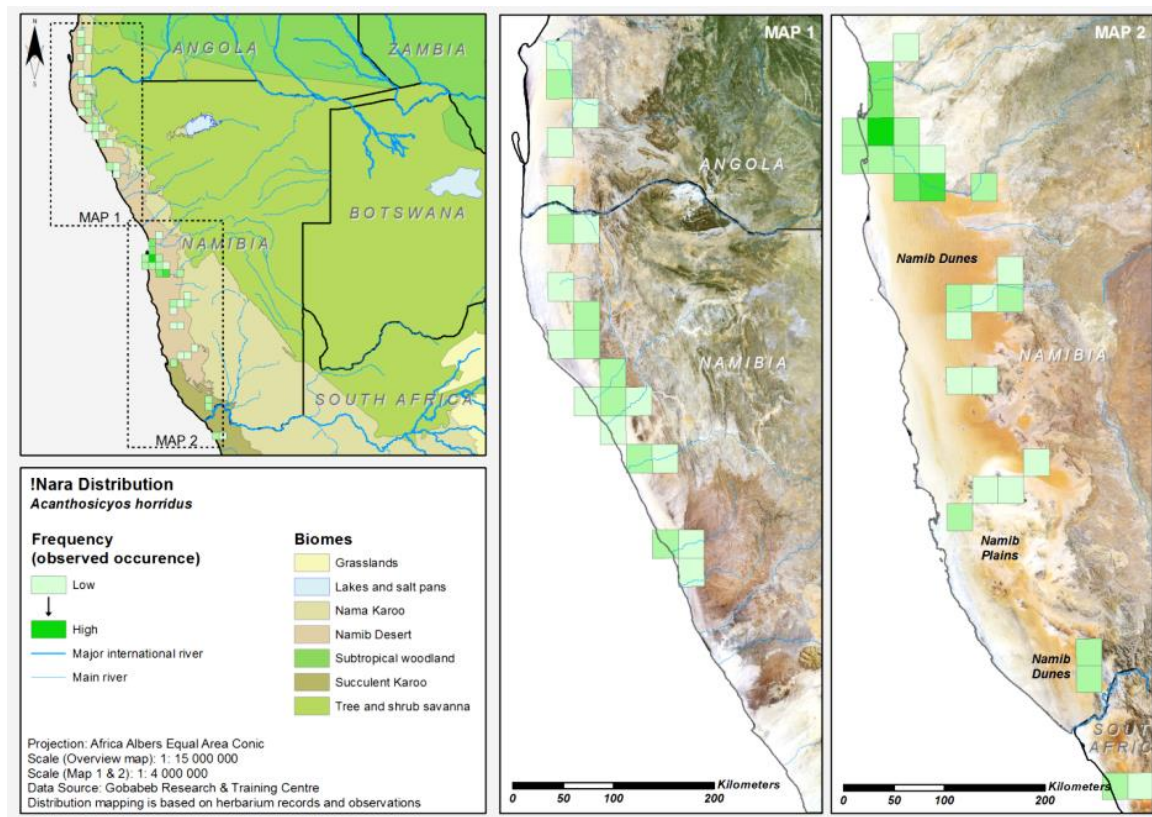 N
S
ANGOLA
ZAMBIA
MAP 1
BOTSWANA
NAMIBIA
SOUTH AFRICA
MAP 2
!Nara Distribution
Acanthosicyos horridus
Frequency
(observed occurence)
Low
High
Major international river
Main river
Biomes
Grasslands
Lakes and salt pans
Nama Karoo
Namib Desert
Subtropical woodland
Succulent Karoo
Tree and shrub savanna
Projection: Africa Albers Equal Area Conic
Scale (Overview map): 1: 15 000 000
Scale (Map 1 & 2): 1: 4 000 000
Data Source: Gobabeb Research & Training Centre
Distribution mapping is based on herbarium records and observations
MAP 1
ANGOLA
NAMIBIA
Kilometers
0 50 100 200
MAP 2
Namib Dunes
NAMIBIA
Namib
Plains
Namib
Dunes
SOUTH
AFRIC
Kilometers
0 50 100 200